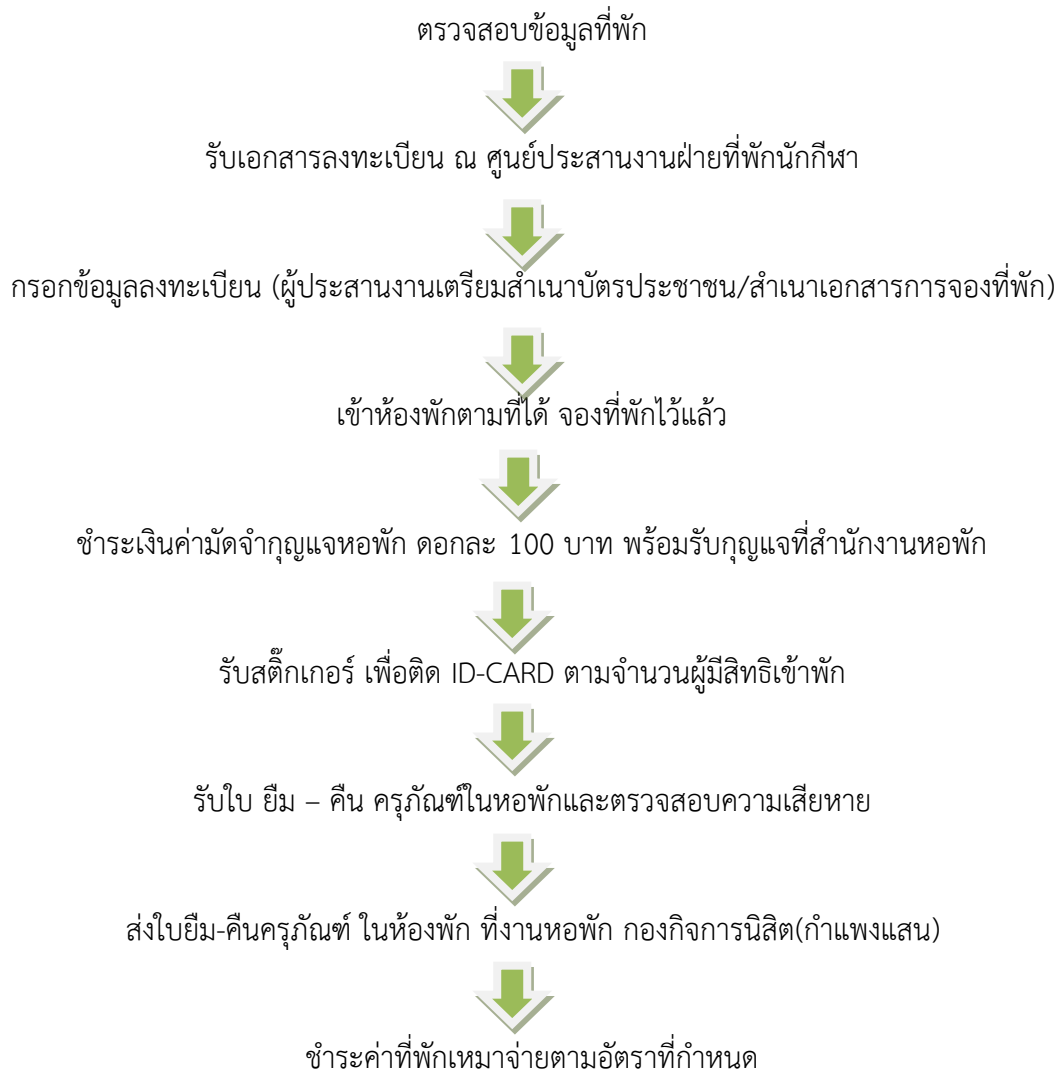 ตรวจสอบข้อมูลที่พัก
รับเอกสารลงทะเบียน ณ ศูนย์ประสานงานฝ่ายที่พักนักกีฬา
กรอกข้อมูลลงทะเบียน (ผู้ประสานงานเตรียมสำเนาบัตรประชาชน/สำเนาเอกสารการจองที่พัก)
เข้าห้องพักตามที่ได้ จองที่พักไว้แล้ว
ชำระเงินค่ามัดจำกุญแจหอพัก ดอกละ 100 บาท พร้อมรับกุญแจที่สำนักงานหอพัก
รับสติ๊กเกอร์ เพื่อติด ID-CARD ตามจำนวนผู้มีสิทธิเข้าพัก
รับใบ ยืม – คืน ครุภัณฑ์ในหอพักและตรวจสอบความเสียหาย
ส่งใบยืม-คืนครุภัณฑ์ ในห้องพัก ที่งานหอพัก กองกิจการนิสิต(กำแพงแสน)
ชำระค่าที่พักเหมาจ่ายตามอัตราที่กำหนด